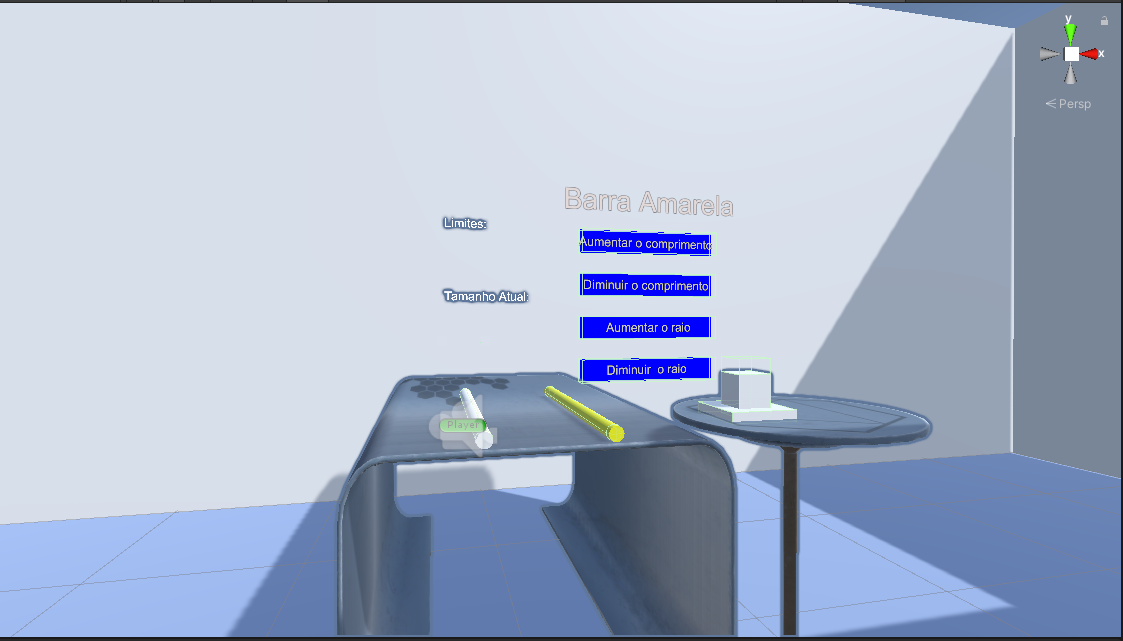 y
x
Persp
Barra Amarela
Limites:
Aumentar o comprimento
Diminuir o comprimento
Tamanho Atual:
Aumentar o raio
Diminuir o raio
Player